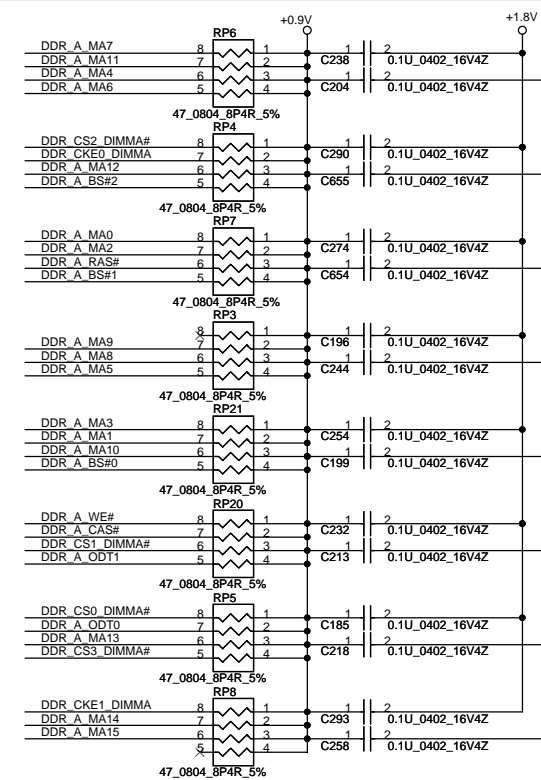 +0.9V +1.8V
RP6
DDR_A_MA7 8 1 1 2
DDR_A_MA11 7 2 C238 0.1U_0402_16V4Z
DDR_A_MA4 6 3 1 2
DDR_A_MA6 5 4 C204 0.1U_0402_16V4Z
47_0804_8P4R_5%
RP4
DDR_CS2_DIMMA# 8 1 1 2
DDR_CKE0_DIMMA 7 2 C290 0.1U_0402_16V4Z
DDR_A_MA12 6 3 1 2
DDR_A_BS#2 5 4 C655 0.1U_0402_16V4Z
47_0804_8P4R_5%
RP7
DDR_A_MA0 8 1 1 2
DDR_A_MA2 7 2 C274 0.1U_0402_16V4Z
DDR_A_RAS# 6 3 1 2
DDR_A_BS#1 5 4 C654 0.1U_0402_16V4Z
47_0804_8P4R_5%
RP3
8 1 1 2
DDR_A_MA9 7 2 C196 0.1U_0402_16V4Z
DDR_A_MA8 6 3 1 2
DDR_A_MA5 5 4 C244 0.1U_0402_16V4Z
47_0804_8P4R_5%
RP21
DDR_A_MA3 8 1 1 2
DDR_A_MA1 7 2 C254 0.1U_0402_16V4Z
DDR_A_MA10 6 3 1 2
DDR_A_BS#0 5 4 C199 0.1U_0402_16V4Z
47_0804_8P4R_5%
RP20
DDR_A_WE# 8 1 1 2
DDR_A_CAS# 7 2 C232 0.1U_0402_16V4Z
DDR_CS1_DIMMA# 6 3 1 2
DDR_A_ODT1 5 4 C213 0.1U_0402_16V4Z
47_0804_8P4R_5%
RP5
DDR_CS0_DIMMA# 8 1 1 2
DDR_A_ODT0 7 2 C185 0.1U_0402_16V4Z
DDR_A_MA13 6 3 1 2
DDR_CS3_DIMMA# 5 4 C218 0.1U_0402_16V4Z
47_0804_8P4R_5%
RP8
DDR_CKE1_DIMMA 8 1 1 2
DDR_A_MA14 7 2 C293 0.1U_0402_16V4Z
DDR_A_MA15 6 3 1 2
5 4 C258 0.1U_0402_16V4Z
47_0804_8P4R_5%